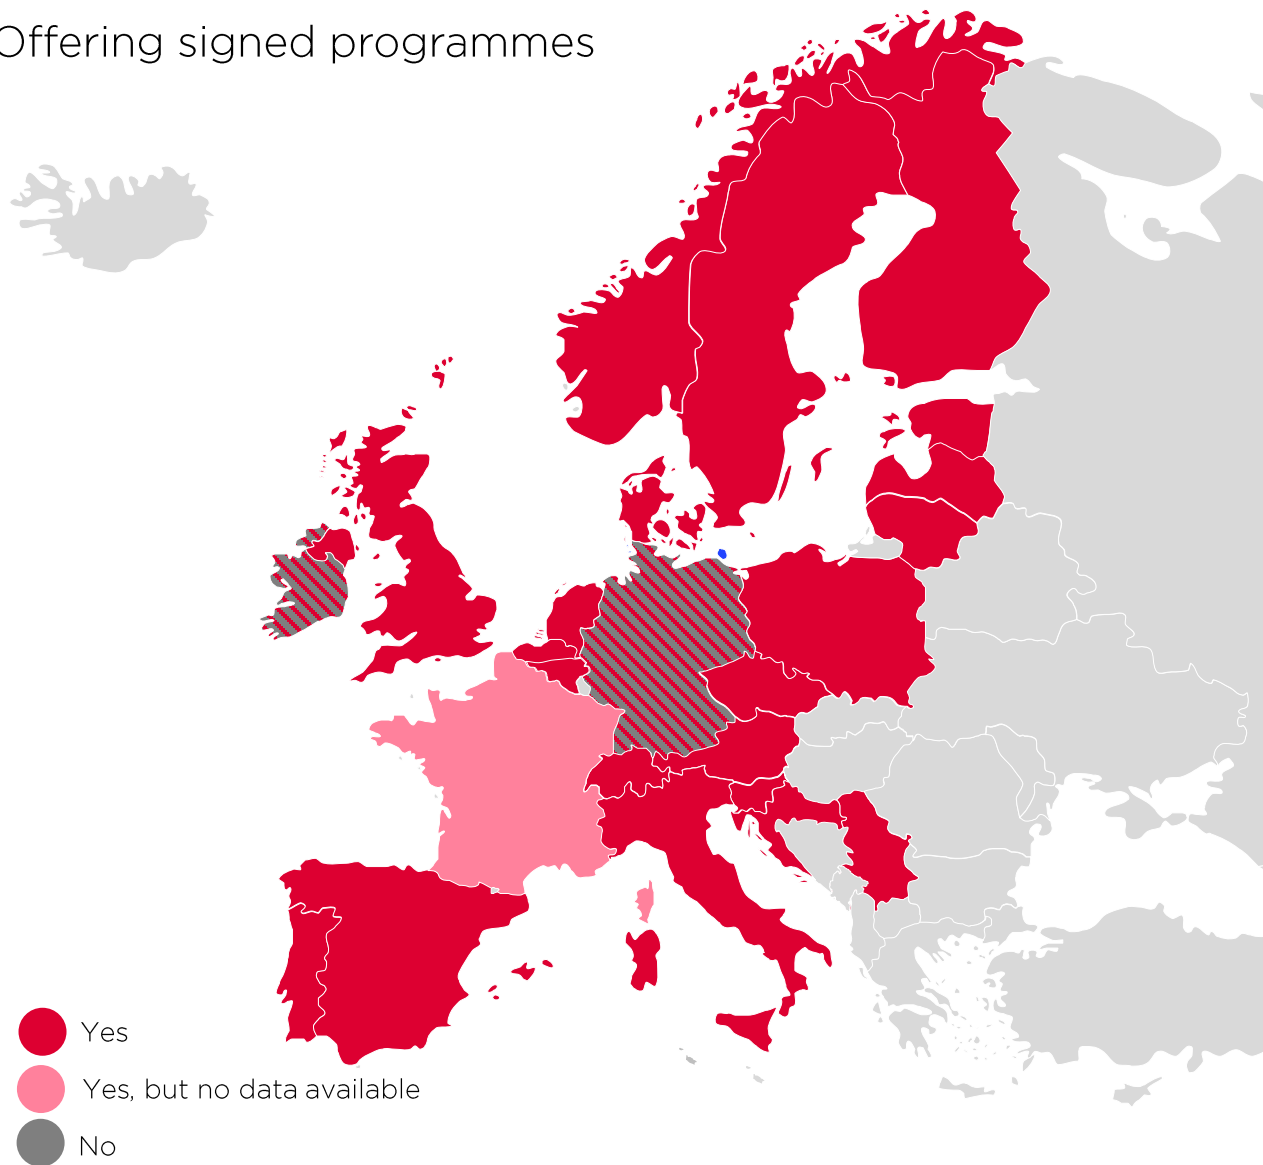 Offering signed programmes
Yes
Yes, but no data available
No